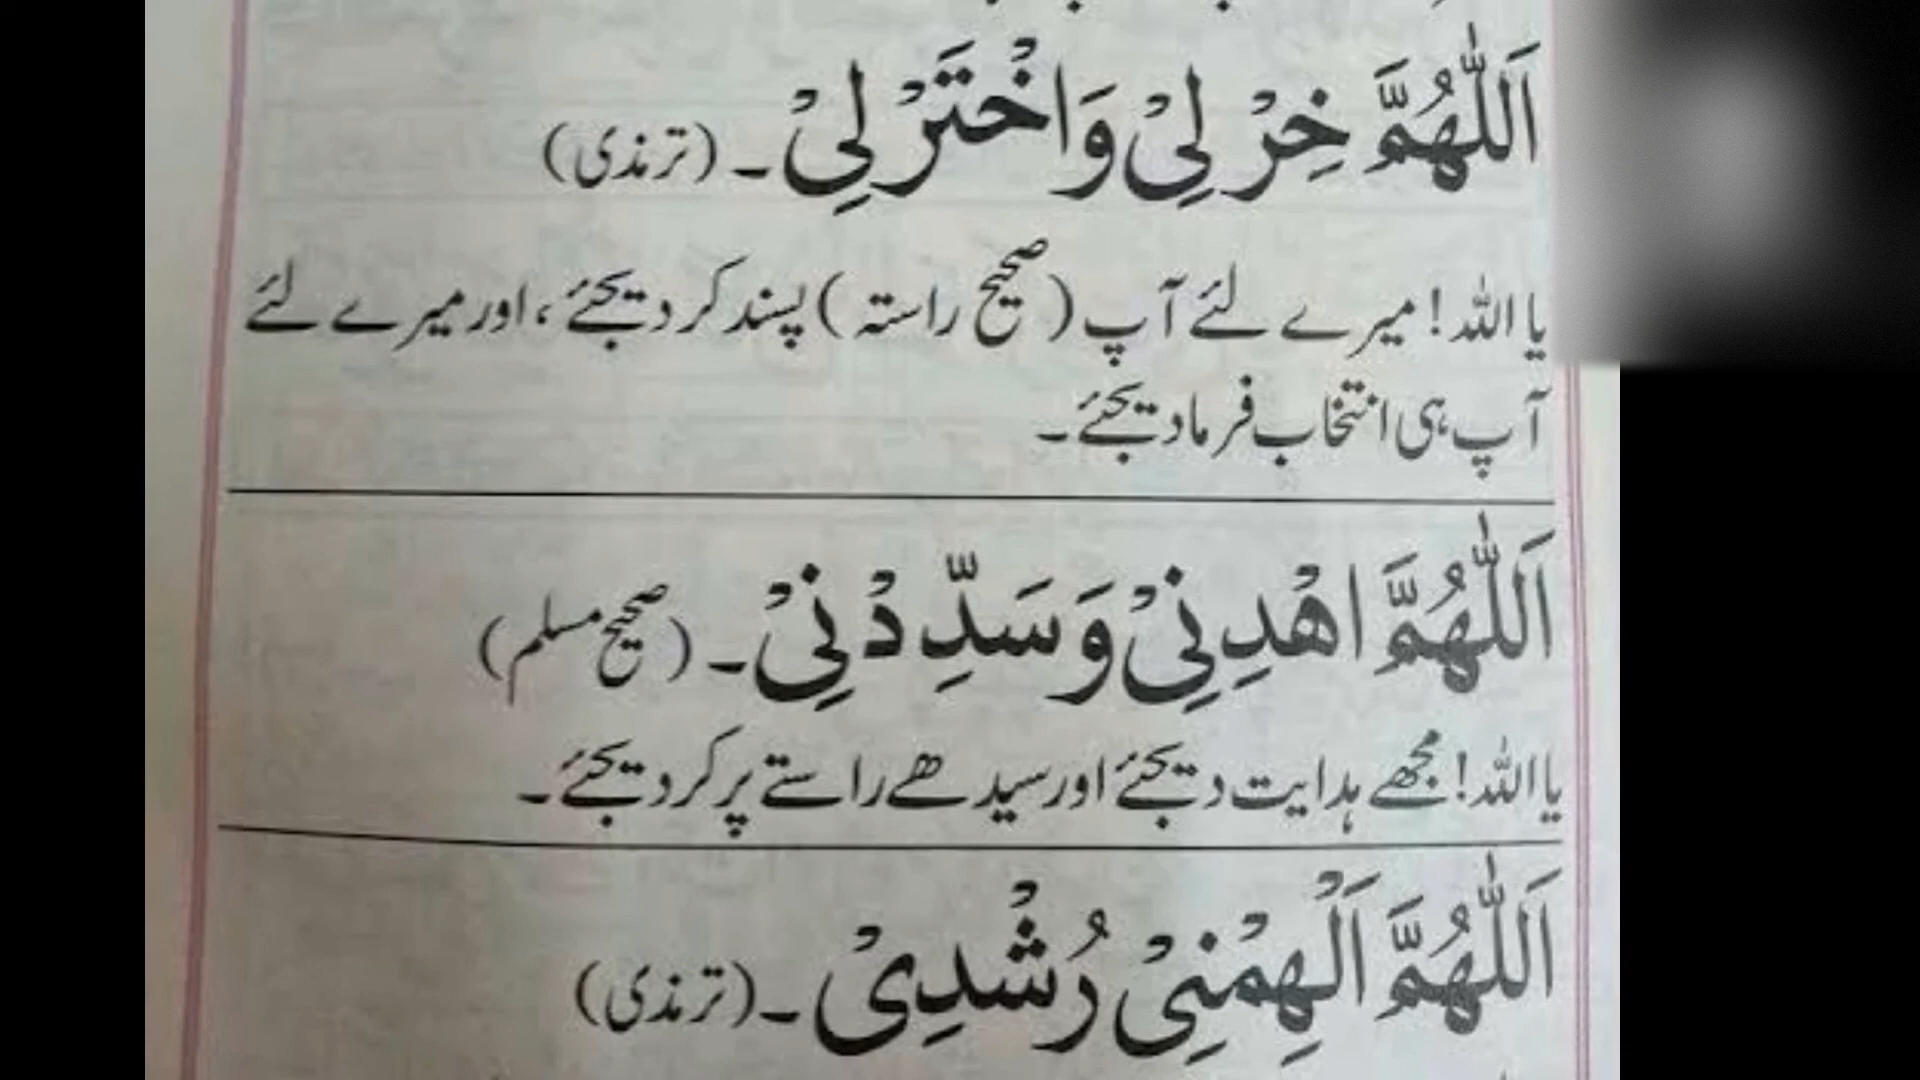 اَللّٰهُمَّ خِرْ لِیْ وَاخْتَرْ لِیْ ۔ (ترمذی)
یا اللہ! میرے لئے آپ (صحیح راستہ) پسند کر دیجئے، اور میرے لئے
آپ ہی انتخاب فرما دیجئے۔
اَللّٰهُمَّ اهْدِنِیْ وَسَدِّدْنِیْ ۔ (صحیح مسلم)
یا اللہ! مجھے ہدایت دیجئے اور سیدھے راستے پر کر دیجئے۔
اَللّٰهُمَّ اَلْهِمْنِیْ رُشْدِیْ ۔ (ترمذی)